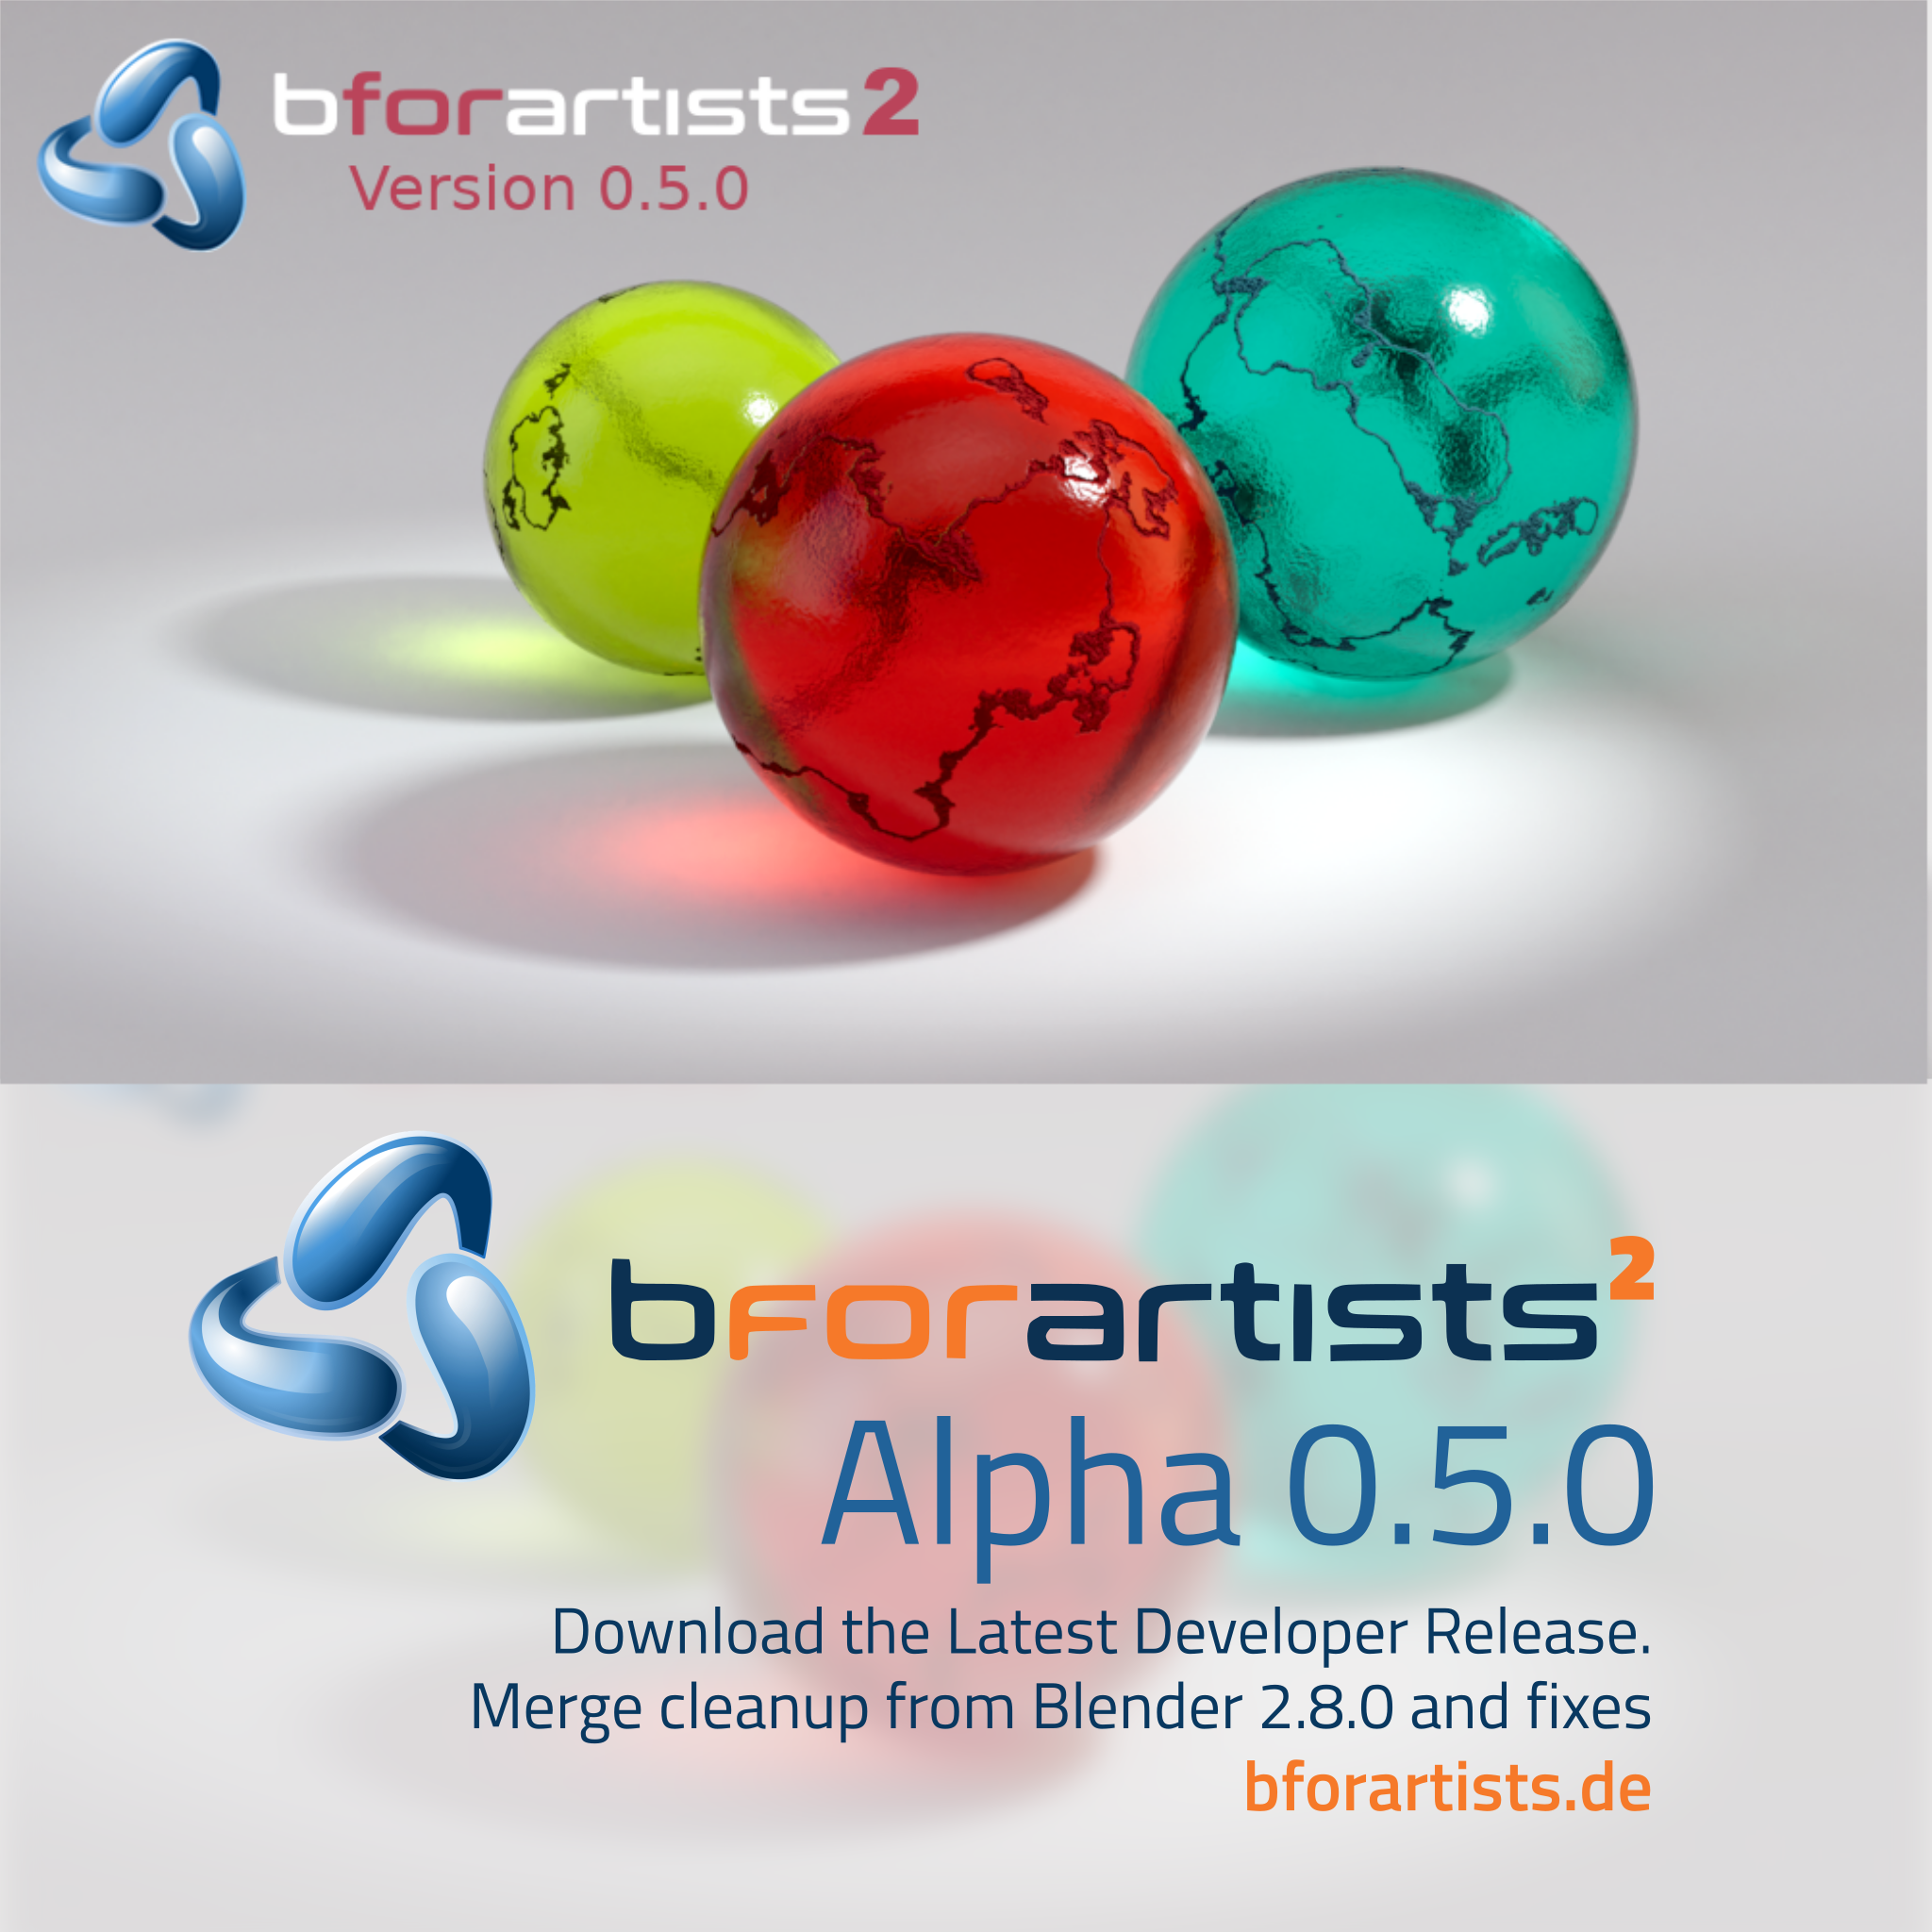 bforartists2
Version 0.5.0
bforartists2
Alpha 0.5.0
Download the Latest Developer Release.
Merge cleanup from Blender 2.8.0 and fixes
bforartists.de